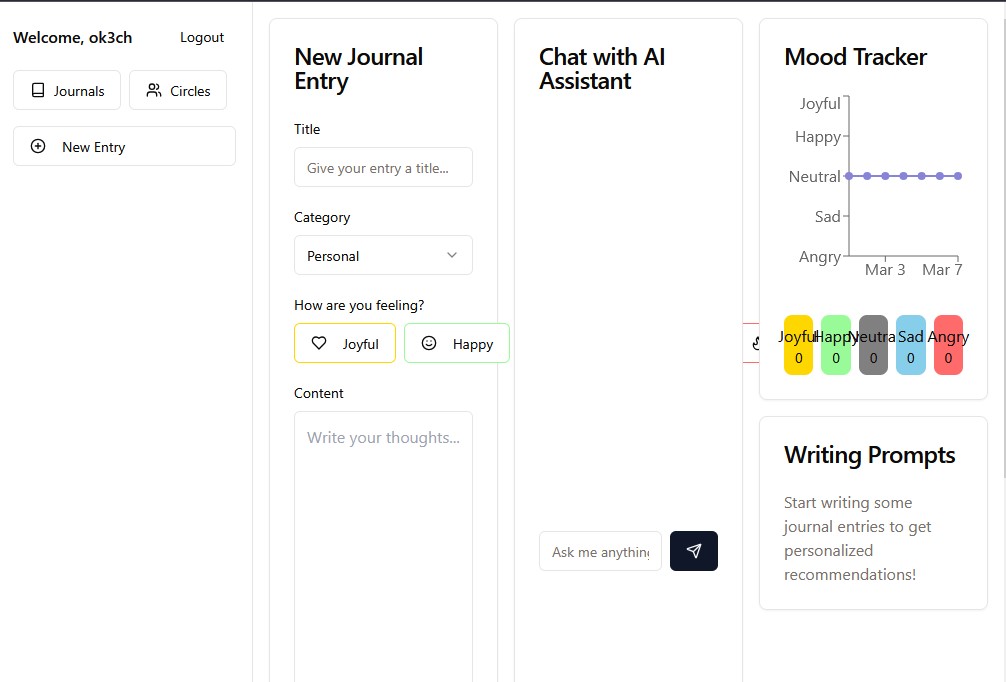 Welcome, ok3ch
Logout
Journals
Circles
New Entry
New Journal
Entry
Title
Give your entry a title...
Category
Personal
How are you feeling?
Joyful
Happy
Content
Write your thoughts...
Chat with AI
Assistant
Ask me anything
Mood Tracker
Joyful
Happy
Neutral
Sad
Angry
Mar 3
Mar 7
Joyful
Happy
Neutra
Sad
Angry
0
0
0
0
0
Writing Prompts
Start writing some
journal entries to get
personalized
recommendations!